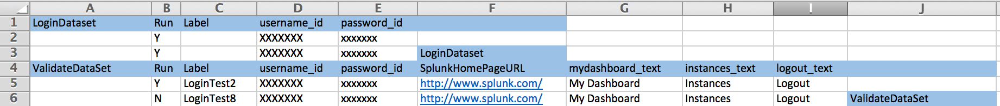 A B C D E F G H I J
1 LoginDataset Run Label username_id password_id
2 Y XXXXXXX xxxxxxx
3 Y XXXXXXX xxxxxxx LoginDataset
4 ValidateDataSet Run Label username_id password_id SplunkHomePageURL mydashboard_text instances_text logout_text
5 Y LoginTest2 XXXXXXX xxxxxxx http://www.splunk.com/ My Dashboard Instances Logout
6 N LoginTest8 XXXXXXX xxxxxxx http://www.splunk.com/ My Dashboard Instances Logout ValidateDataSet